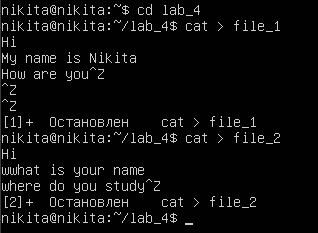 nikita@nikita:~$ cd lab_4
nikita@nikita:~/lab_4$ cat > file_1
Hi
My name is Nikita
How are you^Z
^Z
^Z
[1]+  Остановлен    cat > file_1
nikita@nikita:~/lab_4$ cat > file_2
Hi
wwhat is your name
where do you study^Z
[2]+  Остановлен    cat > file_2
nikita@nikita:~/lab_4$ _